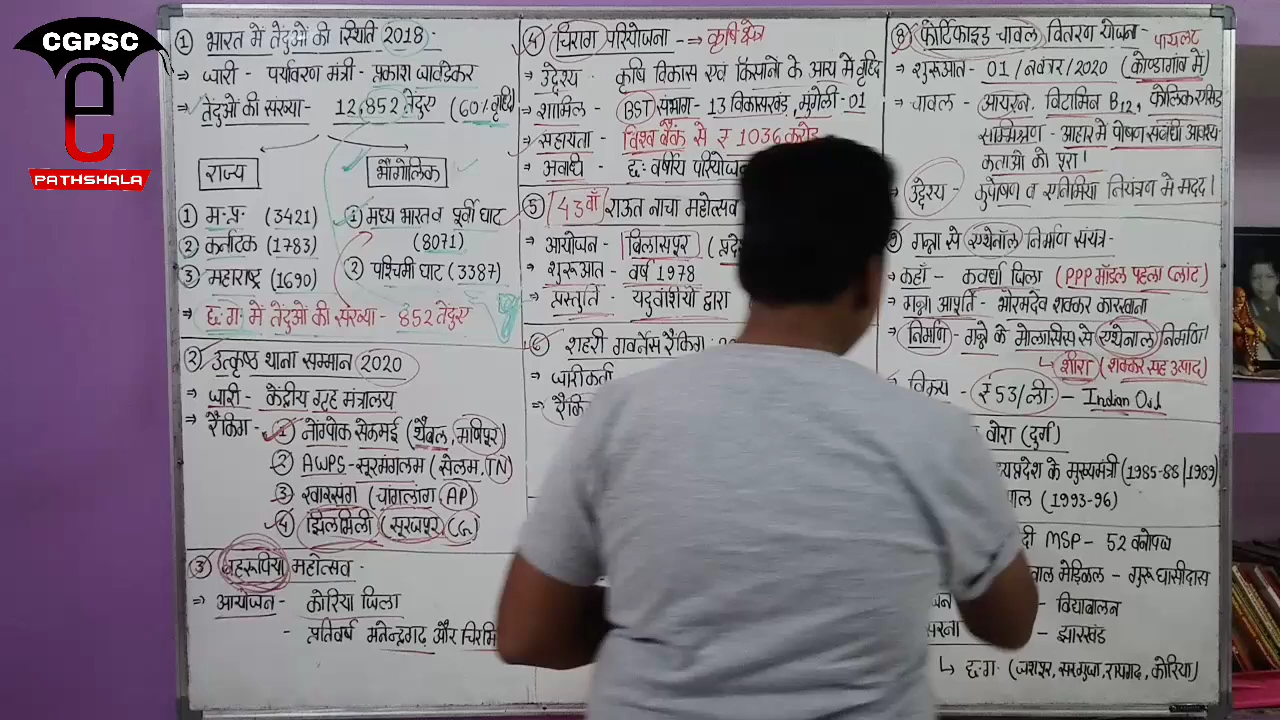 CGPSC
e
PATHSHALA
① भारत में तेंदुओं की स्थिति 2018 -
⇒ जारी - पर्यावरण मंत्री - प्रकाश जावडेकर
⇒ तेंदुओं की संख्या - 12,852 तेंदुए (60% वृद्धि)
राज्य
भौगोलिक
① म.प्र. (3421)
② कर्नाटक (1783)
③ महाराष्ट्र (1690)
① मध्य भारत व पूर्वी घाट
(8071)
② पश्चिमी घाट (3387)
⇒ छ.ग. में तेंदुओं की संख्या - 852 तेंदुए
② उत्कृष्ठ थाना सम्मान 2020
⇒ जारी - केंद्रीय गृह मंत्रालय
⇒ रैंकिंग - ① नोंग्पोक सेकमई (थैबल, मणिपूर)
② AWPS - सूरमंगलम (सेलम, TN)
③ खारसंग (चांगलांग, AP)
④ झिलमिली (सूरजपूर, CG)
③ बहरूपिया महोत्सव -
⇒ आयोजन - कोरिया जिला
- प्रतिवर्ष मनेन्द्रगढ़ और चिरमि
④ चिराग परियोजना → कृषि क्षेत्र
⇒ उद्देश्य - कृषि विकास एवं किसानों के आय में वृद्धि
⇒ शामिल - BST संभाग - 13 विकासखंड, मुंगेली - 01
⇒ सहायता - विश्व बैंक से ₹ 1036 करोड़
⇒ अवधि - छः वर्षीय परियोजना
⑤ 43वाँ राऊत नाचा महोत्सव
⇒ आयोजन - बिलासपूर
⇒ शुरूआत - वर्ष 1978
⇒ प्रस्तुति - यदुवंशियों द्वारा
⑥ शहरी गवर्नेंस रैंकिंग
⇒ जारीकर्ता
⑧ फोर्टिफाइड चावल वितरण योजना - पायलट
⇒ शुरूआत - 01/नवंबर/2020 (कोण्डागांव में)
⇒ चावल - आयरन, विटामिन B12, फोलिक एसिड
सम्मिश्रण - आहार में पोषण संबंधी आवश्य
कताओं को पूरा।
⇒ उद्देश्य - कुपोषण व एनिमिया नियंत्रण में मदद।
⑨ गन्ना से एथेनॉल निर्माण संयंत्र -
⇒ कहाँ - कवर्धा जिला (PPP मॉडल पहला प्लांट)
⇒ गन्ना आपूर्ति - भोरमदेव शक्कर कारखाना
⇒ निर्माण - गन्ने के मोलासिस से एथेनाल निर्माण।
↳ शीरा (शक्कर सह उत्पाद)
विक्रय - ₹53/ली. - Indian Oil
वोरा (दुर्ग)
यप्रदेश के मुख्यमंत्री (1985-88/1989)
पाल (1993-96)
दी MSP - 52 वनोपज
नाल मेडिकल - गुरू घासीदास
- विद्याबालन
सरना - झारखंड
↳ छ.ग. (जशपूर, सरगुजा, रायगढ़, कोरिया)